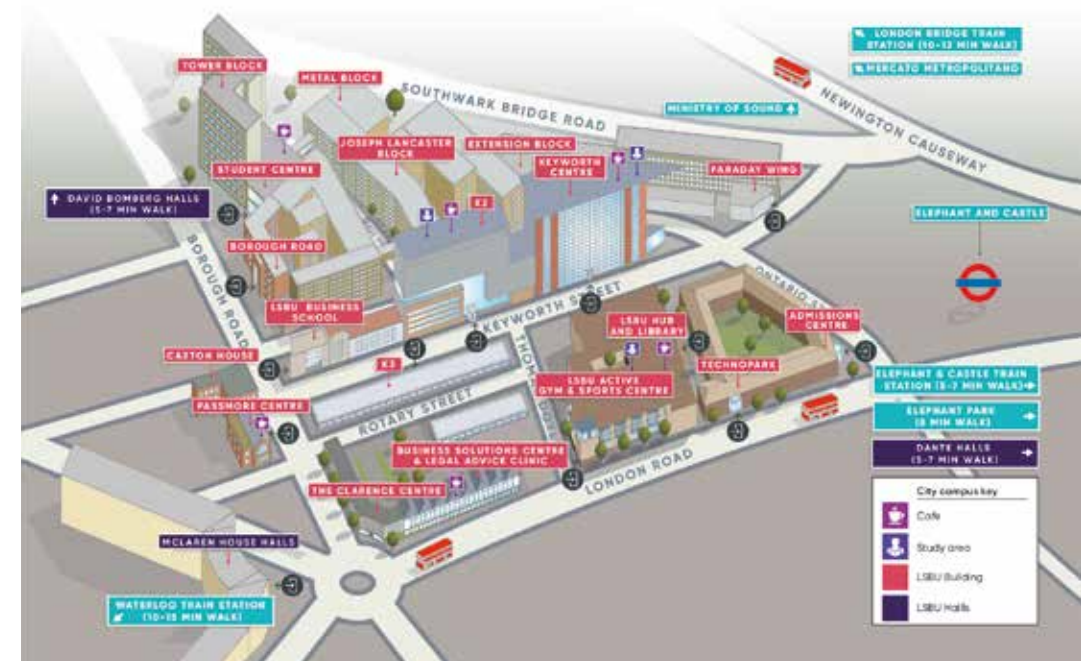 LONDON BRIDGE TRAIN
STATION (10-12 MIN WALK)
MERCATO METROPOLITANO
TOWER BLOCK
METAL BLOCK
SOUTHWARK BRIDGE ROAD
MINISTRY OF SOUND
NEWINGTON CAUSEWAY
JOSEPH LANCASTER
BLOCK
EXTENSION BLOCK
KEYWORTH
CENTRE
STUDENT CENTRE
FARADAY WING
DAVID BOMBERG HALLS
(5-7 MIN WALK)
K2
ELEPHANT AND CASTLE
BOROUGH ROAD
BOROUGH ROAD
LSBU BUSINESS
SCHOOL
KEYWORTH STREET
ONTARIO ST
LSBU HUB
AND LIBRARY
ADMISSIONS
CENTRE
CAXTON HOUSE
K3
THOMAS DOYLE
TECHNOPARK
LSBU ACTIVE
GYM & SPORTS CENTRE
ELEPHANT & CASTLE TRAIN
STATION (5-7 MIN WALK)
PASSMORE CENTRE
ROTARY STREET
ELEPHANT PARK
(8 MIN WALK)
BUSINESS SOLUTIONS CENTRE
& LEGAL ADVICE CLINIC
LONDON ROAD
DANTE HALLS
(5-7 MIN WALK)
THE CLARENCE CENTRE
City campus key
Cafe
Study area
LSBU Building
LSBU Halls
MCLAREN HOUSE HALLS
WATERLOO TRAIN STATION
(10-15 MIN WALK)